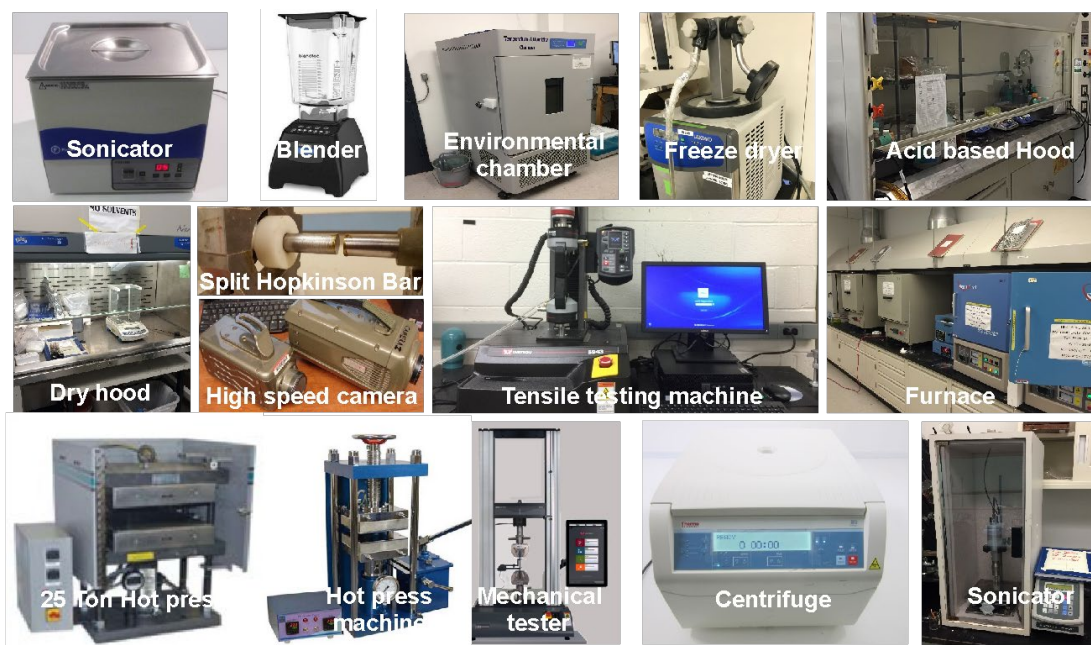 Sonicator
Blender
Environmental
chamber
Freeze dryer
Acid based Hood
NO SOLVENTS
Dry hood
Split Hopkinson Bar
High speed camera
Tensile testing machine
Furnace
25 Ton Hot pres
Hot press
machine
Mechanical
tester
0 00:00
Centrifuge
Sonicator